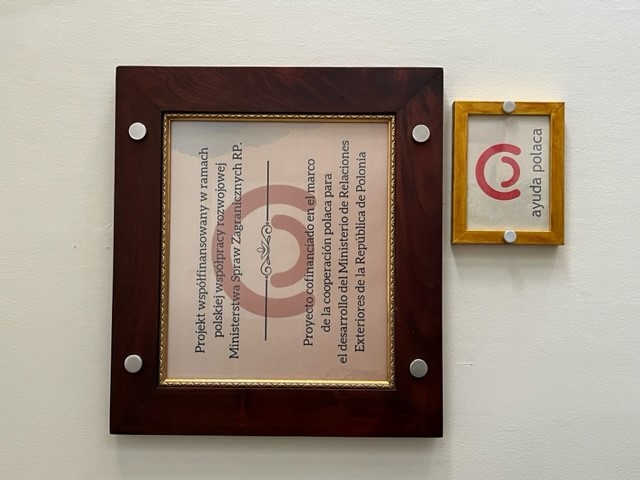 Projekt współfinansowany w ramach
polskiej współpracy rozwojowej
Ministerstwa Spraw Zagranicznych RP.
Proyecto cofinanciado en el marco
de la cooperación polaca para
el desarrollo del Ministerio de Relaciones
Exteriores de la República de Polonia
ayuda polaca